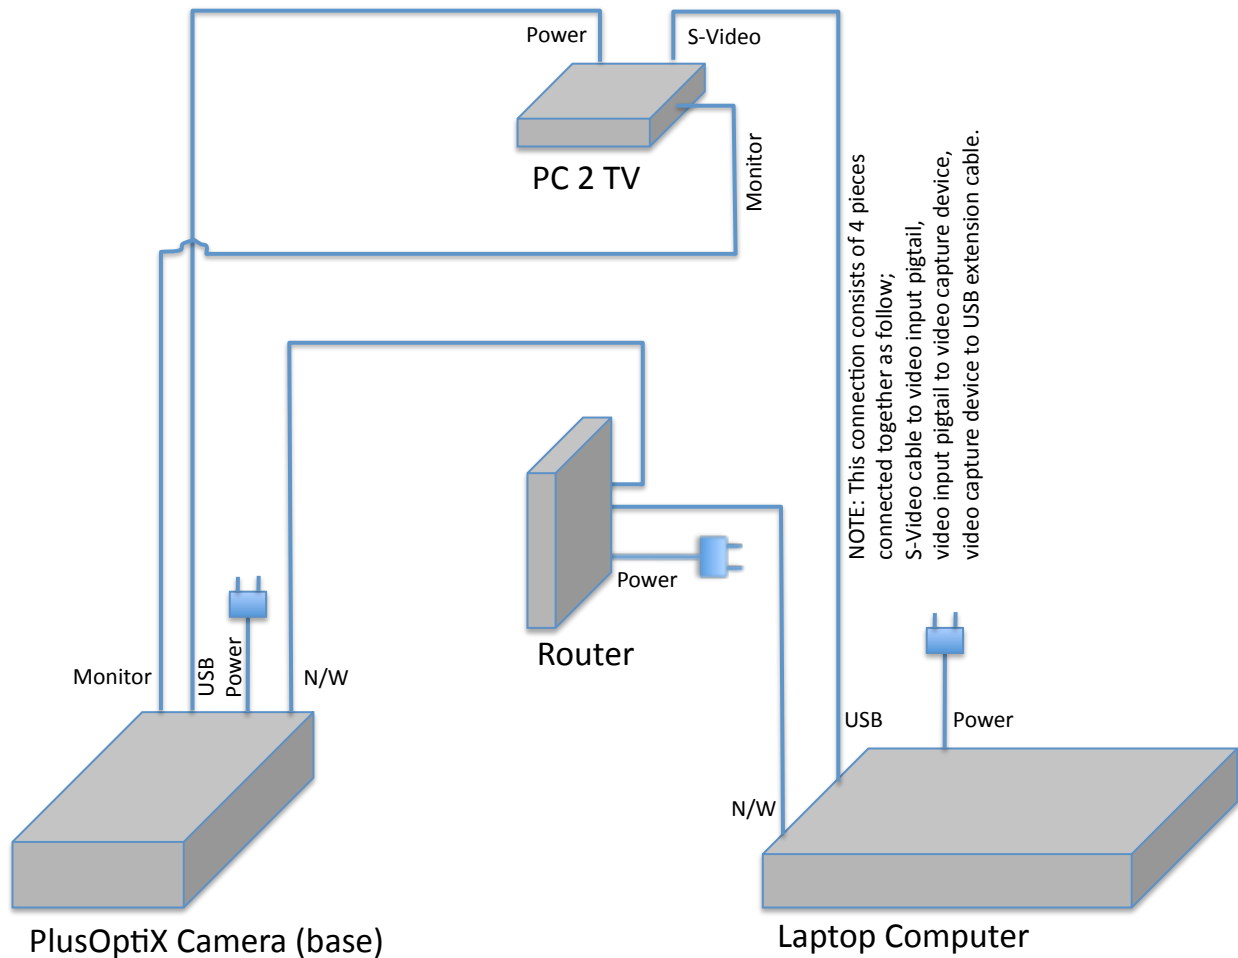 Power
S-Video
PC 2 TV
Monitor
NOTE: This connection consists of 4 pieces
connected together as follow;
S-Video cable to video input pigtail,
video input pigtail to video capture device,
video capture device to USB extension cable.
Power
Router
Monitor
USB
Power
N/W
USB
Power
N/W
PlusOptiX Camera (base)
Laptop Computer